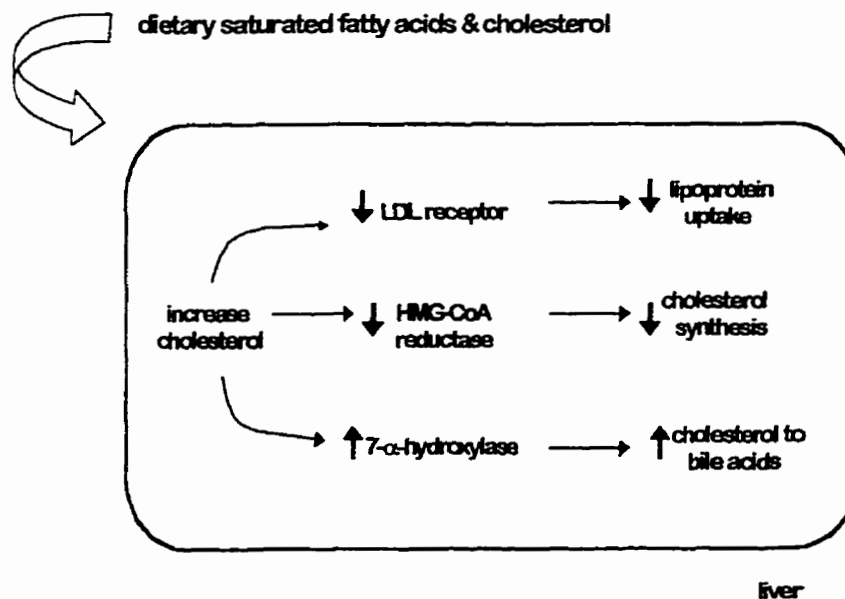 dietary saturated fatty acids & cholesterol
↓ LDL receptor
↓ lipoprotein
uptake
increase
cholesterol
↓ HMG-CoA
reductase
↓ cholesterol
synthesis
↑ 7-α-hydroxylase
↑ cholesterol to
bile acids
liver